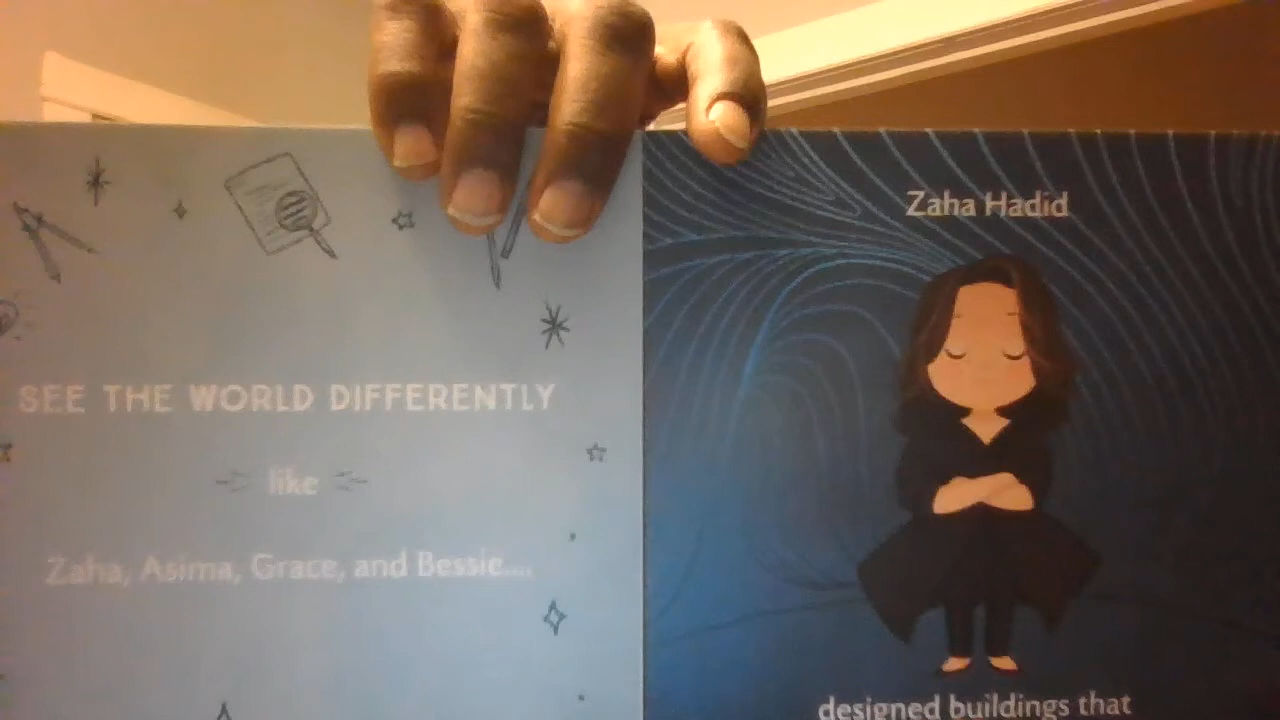 SEE THE WORLD DIFFERENTLY
like
Zaha, Asima, Grace, and Bessie....
Zaha Hadid
designed buildings that